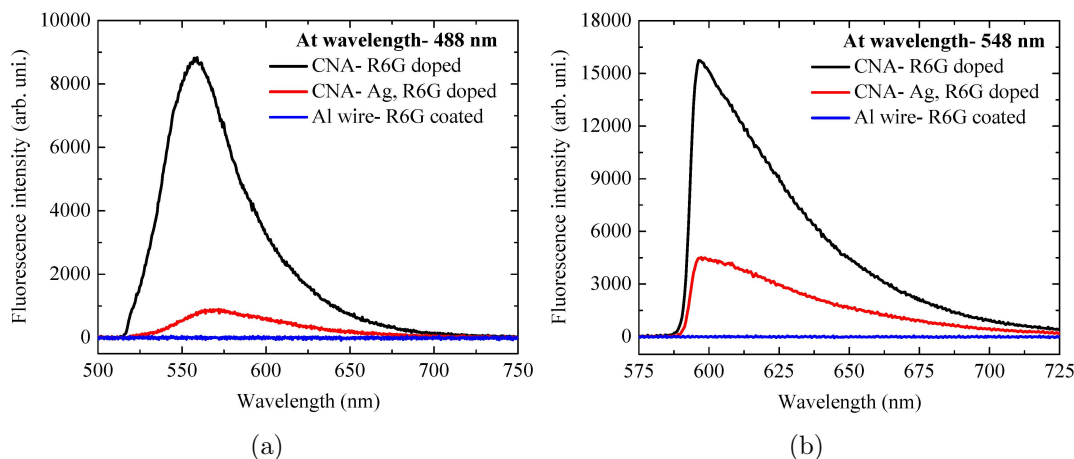 At wavelength- 488 nm
CNA- R6G doped
CNA- Ag, R6G doped
Al wire- R6G coated
Fluorescence intensity (arb. uni.)
10000
8000
6000
4000
2000
0
500 550 600 650 700 750
Wavelength (nm)
(a)
At wavelength- 548 nm
CNA- R6G doped
CNA- Ag, R6G doped
Al wire- R6G coated
Fluorescence intensity (arb. uni.)
18000
15000
12000
9000
6000
3000
0
575 600 625 650 675 700 725
Wavelength (nm)
(b)